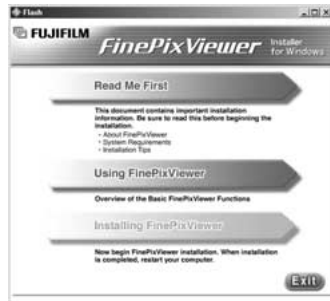 Flash
FUJIFILM
FinePixViewer Installer for Windows
Read Me First
This document contains important installation
information. Be sure to read this before beginning the
installation.
- About FinePixViewer
- System Requirements
- Installation Tips
Using FinePixViewer
Overview of the Basic FinePixViewer Functions
Installing FinePixViewer
Now begin FinePixViewer installation. When installation
is completed, restart your computer.
Exit